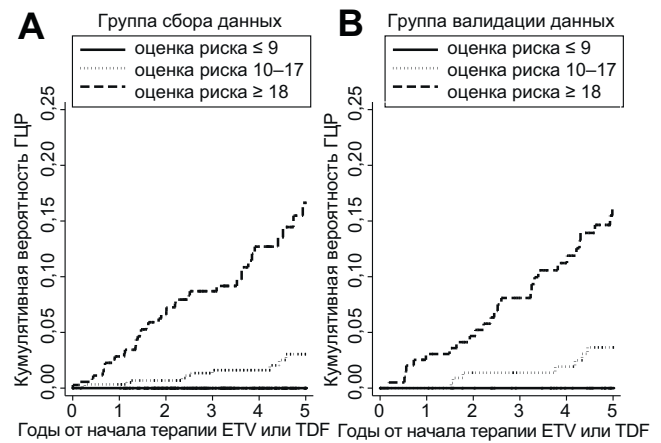 A
Группа сбора данных
оценка риска ≤ 9
оценка риска 10–17
оценка риска ≥ 18
Кумулятивная вероятность ГЦР
0,25
0,20
0,15
0,10
0,05
0,00
0 1 2 3 4 5
Годы от начала терапии ETV или TDF
B
Группа валидации данных
оценка риска ≤ 9
оценка риска 10–17
оценка риска ≥ 18
Кумулятивная вероятность ГЦР
0,25
0,20
0,15
0,10
0,05
0,00
0 1 2 3 4 5
Годы от начала терапии ETV или TDF